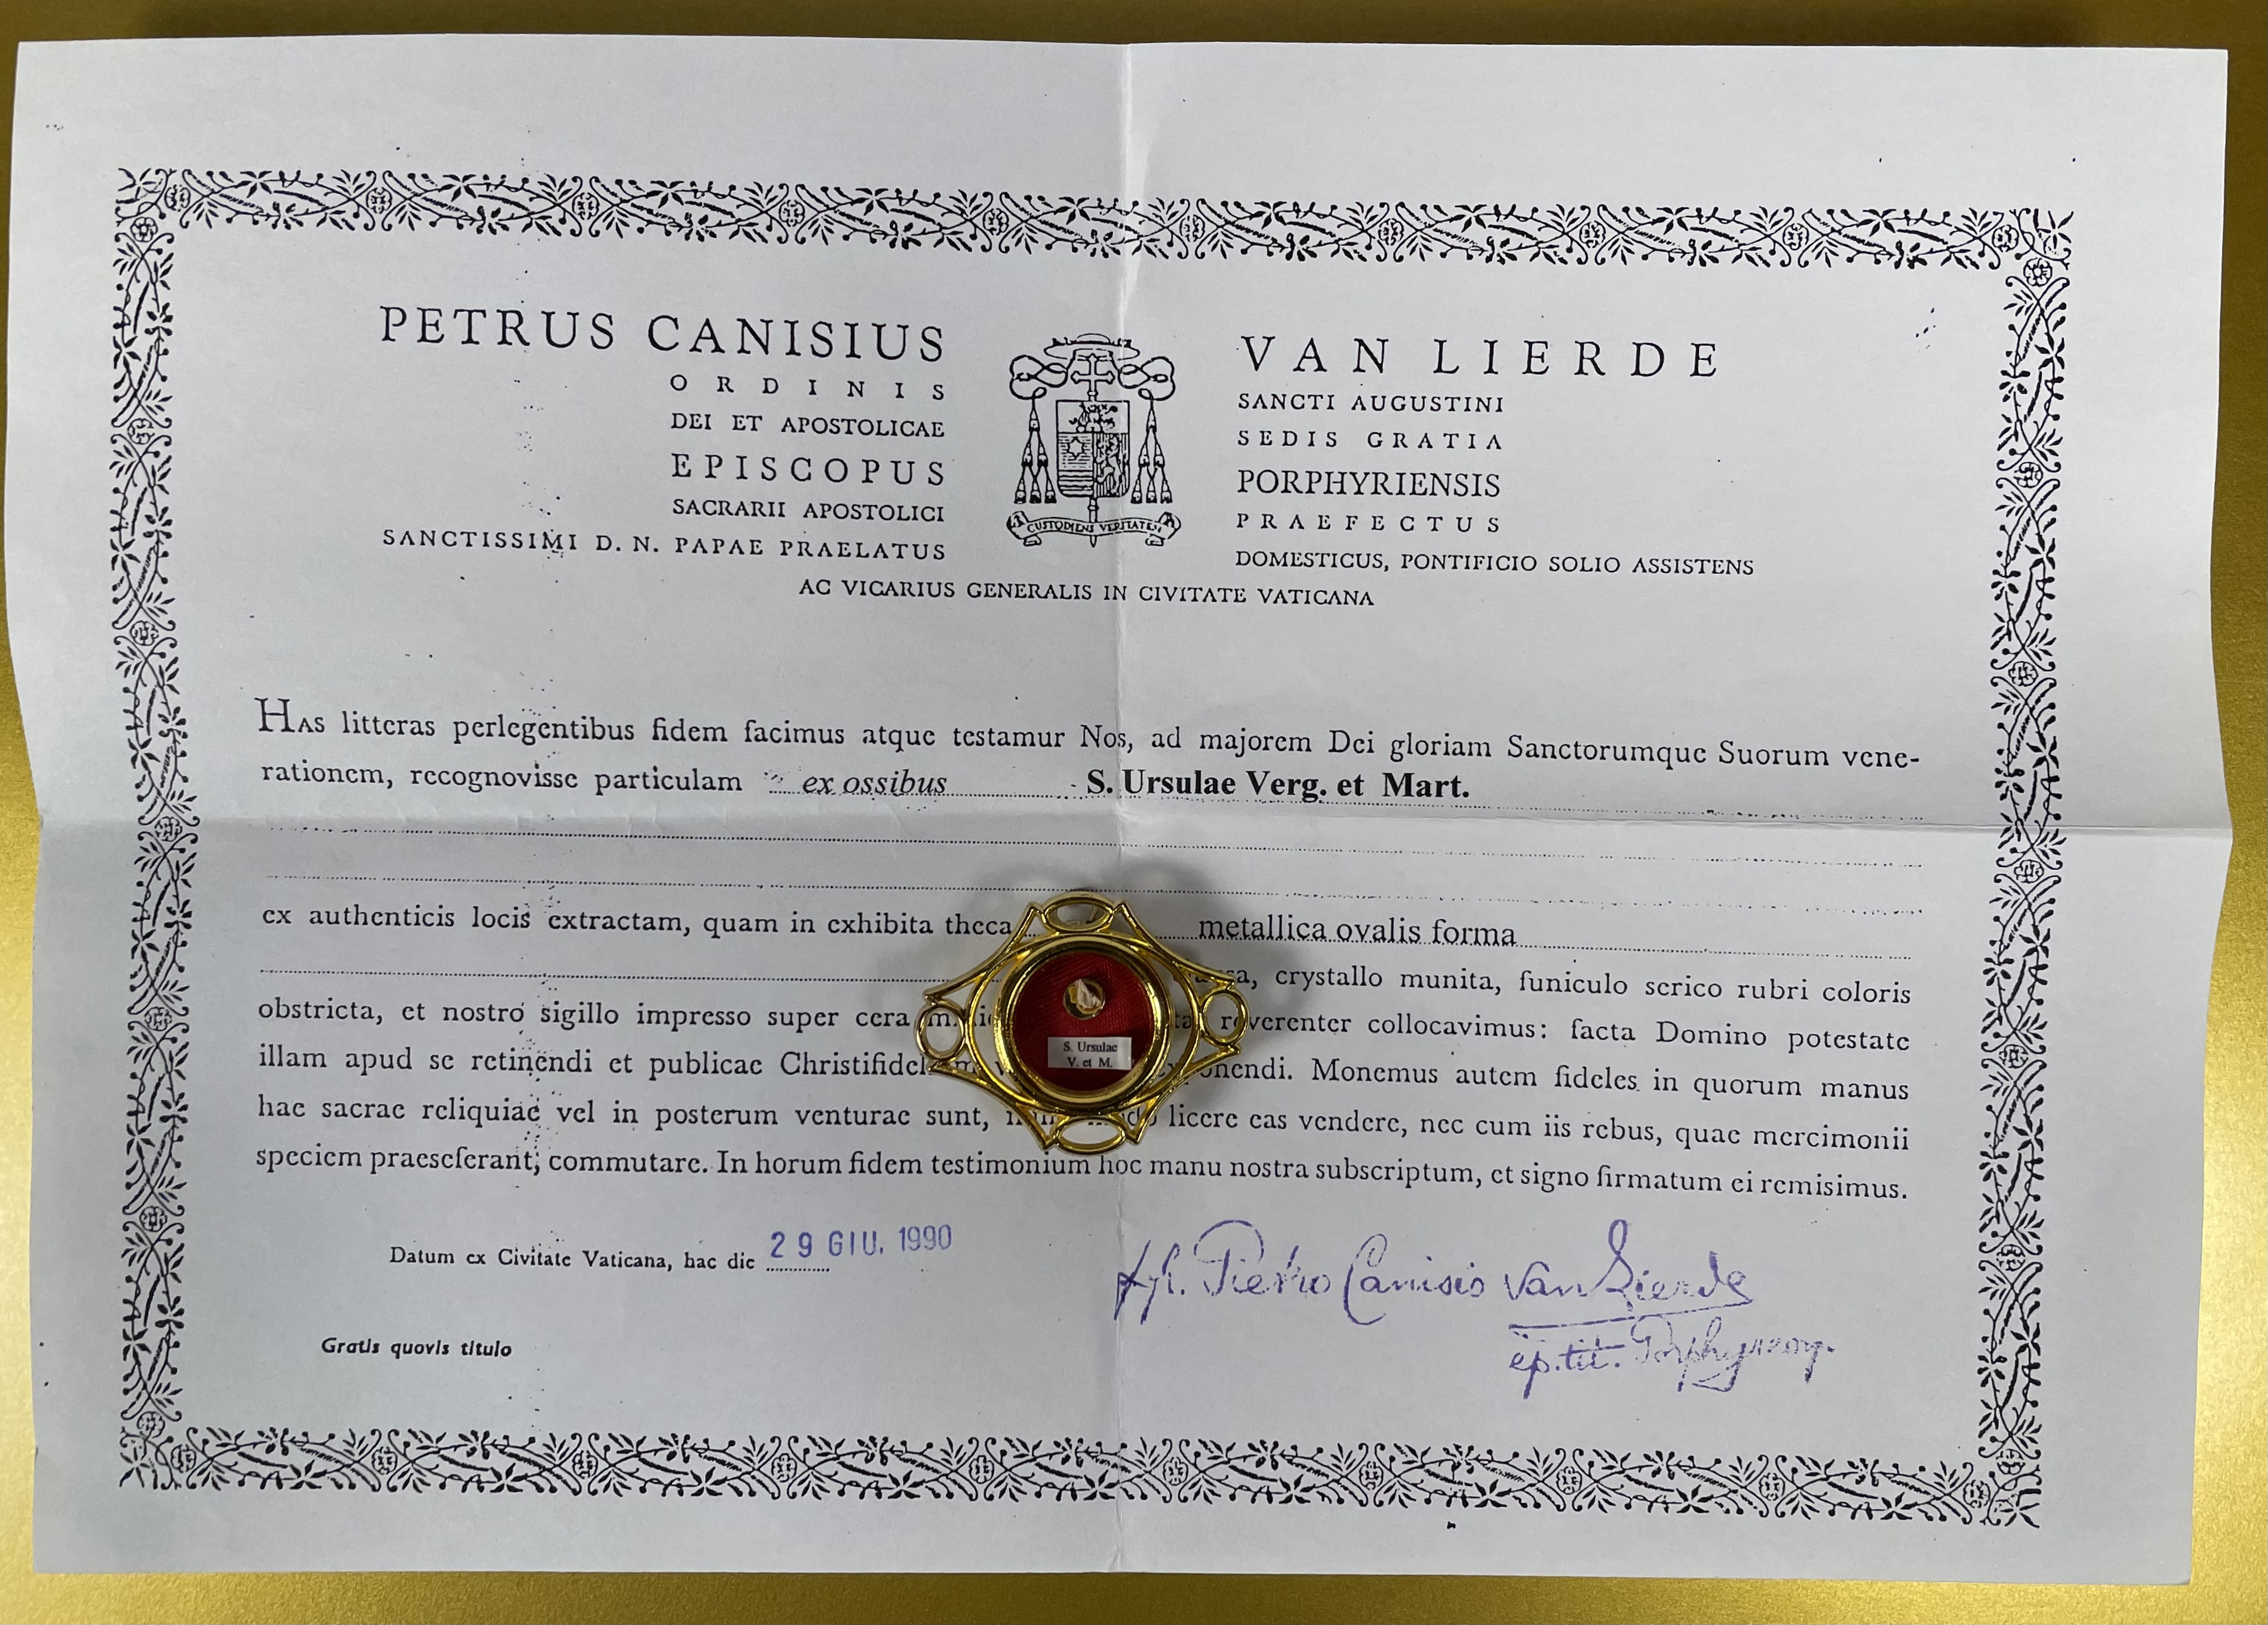 PETRUS CANISIUS VAN LIERDE
ORDINIS SANCTI AUGUSTINI
DEI ET APOSTOLICAE SEDIS GRATIA
EPISCOPUS PORPHYRIENSIS
SACRARII APOSTOLICI PRAEFECTUS
SANCTISSIMI D. N. PAPAE PRAELATUS DOMESTICUS, PONTIFICIO SOLIO ASSISTENS
AC VICARIUS GENERALIS IN CIVITATE VATICANA
CUSTODIENS VERITATEM
HAS litteras perlegentibus fidem facimus atque testamur Nos, ad majorem Dei gloriam Sanctorumque Suorum vene-
rationem, recognovisse particulam ex ossibus S. Ursulae Verg. et Mart.
ex authenticis locis extractam, quam in exhibita theca metallica ovalis forma
crystallo munita, funiculo serico rubri coloris
obstricta, et nostro sigillo impresso super cera reverenter collocavimus: facta Domino potestate
illam apud se retinendi et publicae Monemus autem fideles in quorum manus
hae sacrae reliquiae vel in posterum venturae sunt, licere eas vendere, nec cum iis rebus, quae mercimonii
speciem praeseferant, commutare. In horum fidem testimonium hoc manu nostra subscriptum, et signo firmatum ei remisimus.
S. Ursulae
V. et M.
Datum ex Civitate Vaticana, hac die 29 GIU. 1990
Pietro Canisio Van Lierde
ep. tit.
Gratis quovis titulo